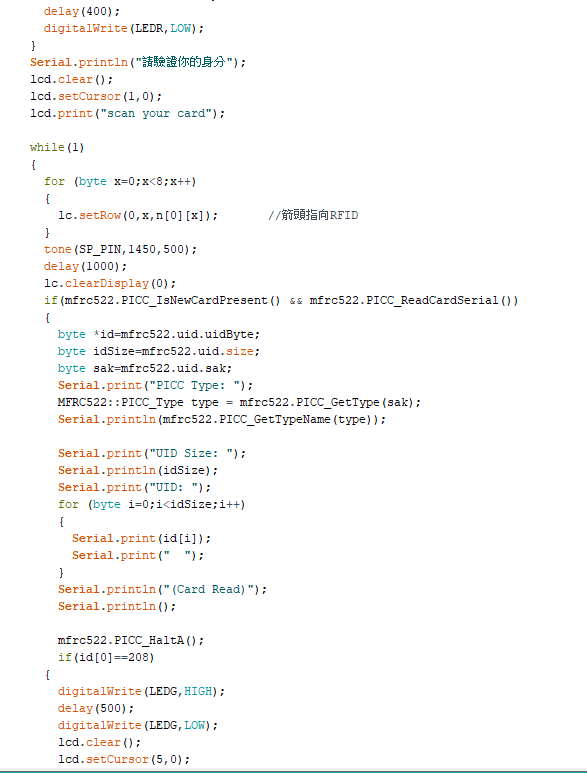 delay(400);
digitalWrite(LEDR,LOW);
}
Serial.println("請驗證你的身分");
lcd.clear();
lcd.setCursor(1,0);
lcd.print("scan your card");
while(1)
{
for (byte x=0;x<8;x++)
{
lc.setRow(0,x,n[0][x]); //箭頭指向RFID
}
tone(SP_PIN,1450,500);
delay(1000);
lc.clearDisplay(0);
if(mfrc522.PICC_IsNewCardPresent() && mfrc522.PICC_ReadCardSerial())
{
byte *id=mfrc522.uid.uidByte;
byte idSize=mfrc522.uid.size;
byte sak=mfrc522.uid.sak;
Serial.print("PICC Type: ");
MFRC522::PICC_Type type = mfrc522.PICC_GetType(sak);
Serial.println(mfrc522.PICC_GetTypeName(type));
Serial.print("UID Size: ");
Serial.println(idSize);
Serial.print("UID: ");
for (byte i=0;i<idSize;i++)
{
Serial.print(id[i]);
Serial.print("  ");
}
Serial.println("(Card Read)");
Serial.println();
mfrc522.PICC_HaltA();
if(id[0]==208)
{
digitalWrite(LEDG,HIGH);
delay(500);
digitalWrite(LEDG,LOW);
lcd.clear();
lcd.setCursor(5,0);